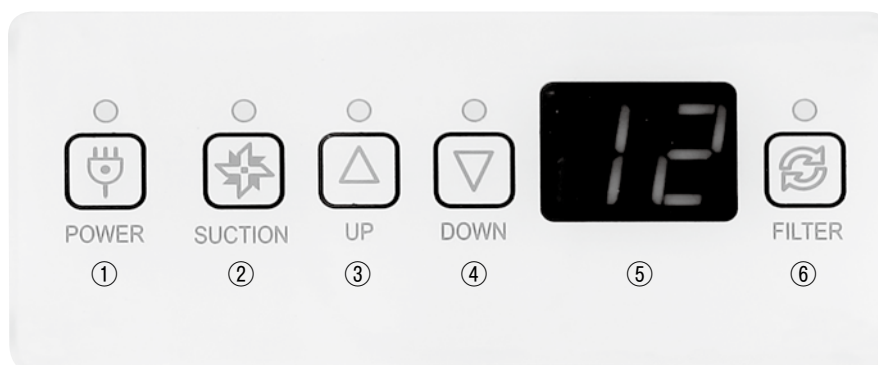 12
POWER SUCTION UP DOWN FILTER
① ② ③ ④ ⑤ ⑥